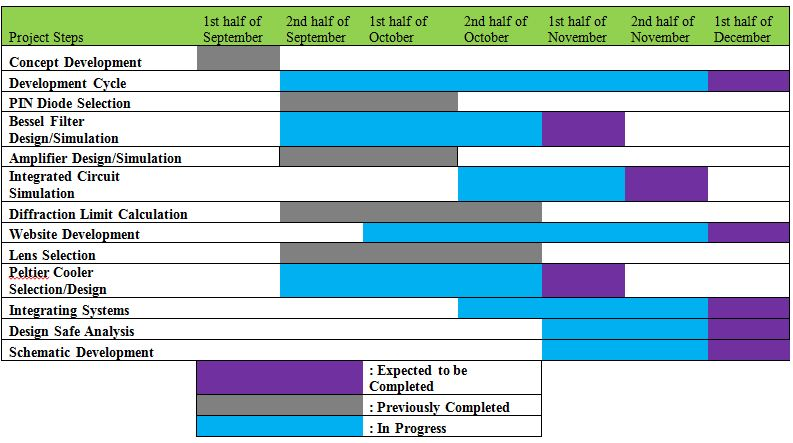 Project Steps
1st half of September
2nd half of September
1st half of October
2nd half of October
1st half of November
2nd half of November
1st half of December
Concept Development
Development Cycle
PIN Diode Selection
Bessel Filter
Design/Simulation
Amplifier Design/Simulation
Integrated Circuit
Simulation
Diffraction Limit Calculation
Website Development
Lens Selection
Peltier Cooler
Selection/Design
Integrating Systems
Design Safe Analysis
Schematic Development
: Expected to be
Completed
: Previously Completed
: In Progress